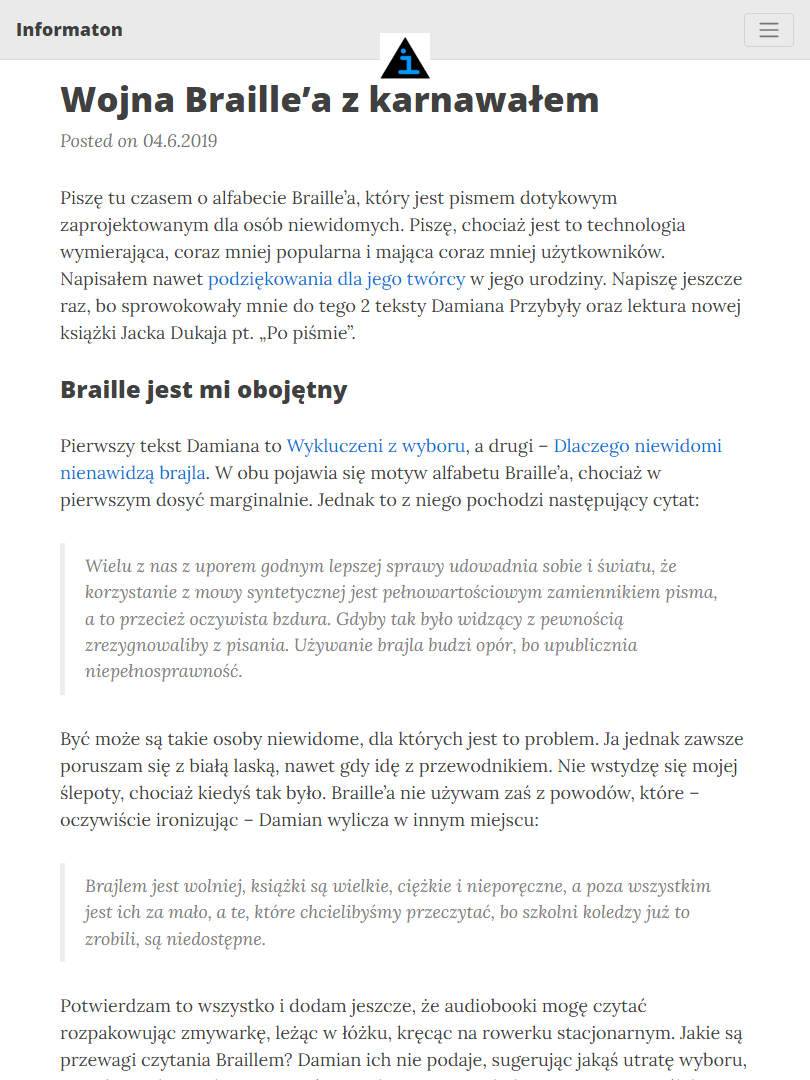 Informaton
Wojna Braille’a z karnawałem
Posted on 04.6.2019
Piszę tu czasem o alfabecie Braille’a, który jest pismem dotykowym
zaprojektowanym dla osób niewidomych. Piszę, chociaż jest to technologia
wymierająca, coraz mniej popularna i mająca coraz mniej użytkowników.
Napisałem nawet podziękowania dla jego twórcy w jego urodziny. Napiszę jeszcze
raz, bo sprowokowały mnie do tego 2 teksty Damiana Przybyły oraz lektura nowej
książki Jacka Dukaja pt. „Po piśmie”.
Braille jest mi obojętny
Pierwszy tekst Damiana to Wykluczeni z wyboru, a drugi – Dlaczego niewidomi
nienawidzą brajla. W obu pojawia się motyw alfabetu Braille’a, chociaż w
pierwszym dosyć marginalnie. Jednak to z niego pochodzi następujący cytat:
Wielu z nas z uporem godnym lepszej sprawy udowadnia sobie i światu, że
korzystanie z mowy syntetycznej jest pełnowartościowym zamiennikiem pisma,
a to przecież oczywista bzdura. Gdyby tak było widzący z pewnością
zrezygnowaliby z pisania. Używanie brajla budzi opór, bo upublicznia
niepełnosprawność.
Być może są takie osoby niewidome, dla których jest to problem. Ja jednak zawsze
poruszam się z białą laską, nawet gdy idę z przewodnikiem. Nie wstydzę się mojej
ślepoty, chociaż kiedyś tak było. Braille’a nie używam zaś z powodów, które –
oczywiście ironizując – Damian wylicza w innym miejscu:
Brajlem jest wolniej, książki są wielkie, ciężkie i nieporęczne, a poza wszystkim
jest ich za mało, a te, które chcielibyśmy przeczytać, bo szkolni koledzy już to
zrobili, są niedostępne.
Potwierdzam to wszystko i dodam jeszcze, że audiobooki mogę czytać
rozpakowując zmywarkę, leżąc w łóżku, kręcąc na rowerku stacjonarnym. Jakie są
przewagi czytania Braillem? Damian ich nie podaje, sugerując jakąś utratę wyboru,